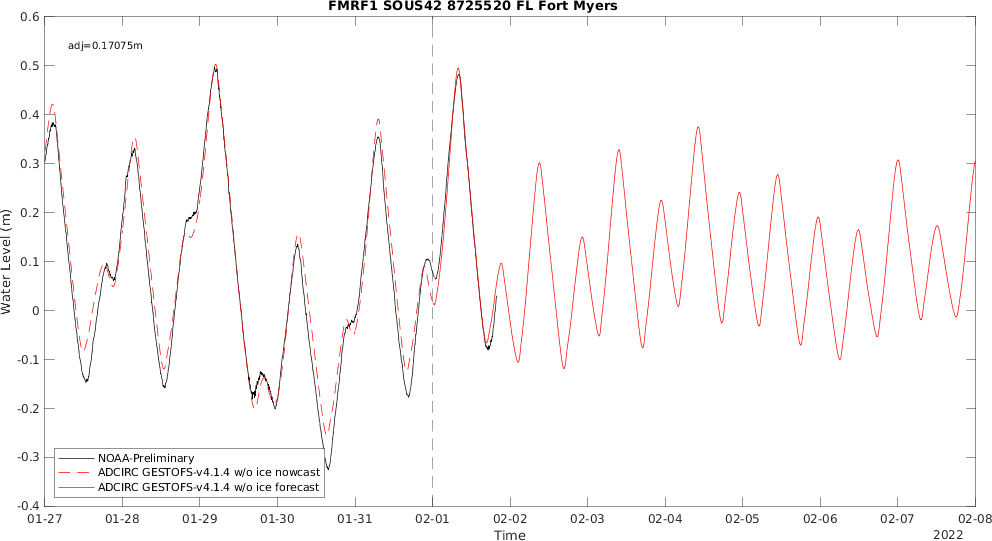 FMRF1 SOUS42 8725520 FL Fort Myers
0.6
adj=0.17075m
0.5
0.4
0.3
0.2
0.1
0
-0.1
-0.2
-0.3
-0.4
Water Level (m)
NOAA-Preliminary
ADCIRC GESTOFS-v4.1.4 w/o ice nowcast
ADCIRC GESTOFS-v4.1.4 w/o ice forecast
01-27 01-28 01-29 01-30 01-31 02-01 02-02 02-03 02-04 02-05 02-06 02-07 02-08
Time
2022